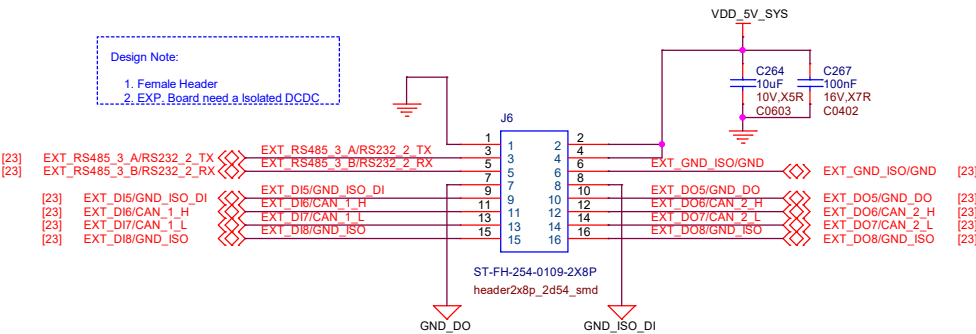 VDD_5V_SYS
Design Note:
1. Female Header
2. EXP. Board need a Isolated DCDC
C264
10uF
10V,X5R
C0603
C267
100nF
16V,X7R
C0402
J6
1 1 2 2
[23] EXT_RS485_3_A/RS232_2_TX EXT_RS485_3_A/RS232_2_TX 3 3 4 4
[23] EXT_RS485_3_B/RS232_2_RX EXT_RS485_3_B/RS232_2_RX 5 5 6 6 EXT_GND_ISO/GND EXT_GND_ISO/GND [23]
7 7 8 8
[23] EXT_DI5/GND_ISO_DI EXT_DI5/GND_ISO_DI 9 9 10 10 EXT_DO5/GND_DO EXT_DO5/GND_DO [23]
[23] EXT_DI6/CAN_1_H EXT_DI6/CAN_1_H 11 11 12 12 EXT_DO6/CAN_2_H EXT_DO6/CAN_2_H [23]
[23] EXT_DI7/CAN_1_L EXT_DI7/CAN_1_L 13 13 14 14 EXT_DO7/CAN_2_L EXT_DO7/CAN_2_L [23]
[23] EXT_DI8/GND_ISO EXT_DI8/GND_ISO 15 15 16 16 EXT_DO8/GND_ISO EXT_DO8/GND_ISO [23]
ST-FH-254-0109-2X8P
header2x8p_2d54_smd
GND_DO
GND_ISO_DI